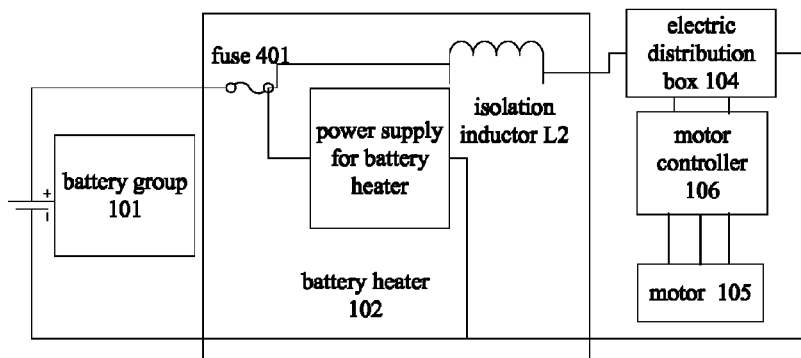 fuse 401
electric
distribution
box 104
isolation
inductor L2
power supply
for battery
heater
motor
controller
106
battery group
101
+
battery heater
102
motor 105